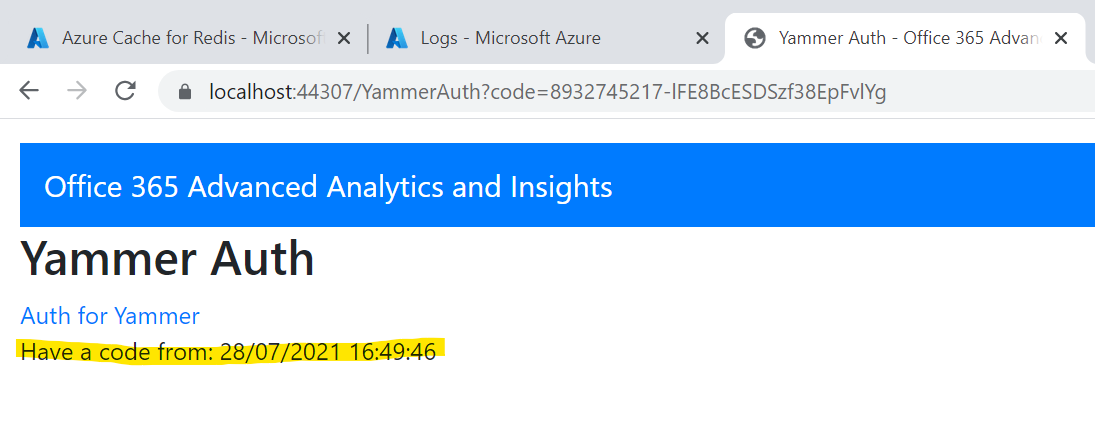 Azure Cache for Redis - Microsoft
Logs - Microsoft Azure
Yammer Auth - Office 365 Advan
localhost:44307/YammerAuth?code=8932745217-lFE8BcESDSzf38EpFvlYg
Office 365 Advanced Analytics and Insights
Yammer Auth
Auth for Yammer
Have a code from: 28/07/2021 16:49:46